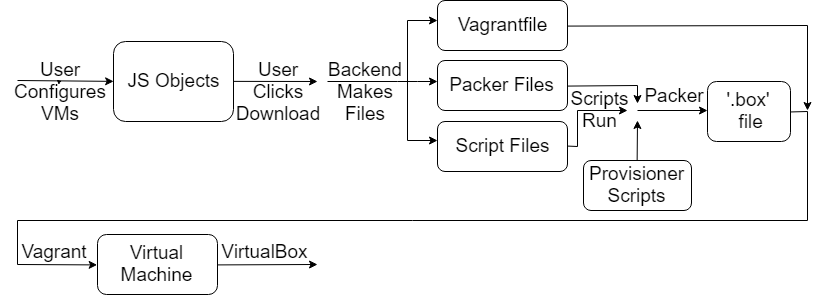 User
Configures
VMs
JS Objects
User
Clicks
Download
Backend
Makes
Files
Vagrantfile
Packer Files
Script Files
Scripts
Run
Provisioner
Scripts
Packer
'.box'
file
Vagrant
Virtual
Machine
VirtualBox